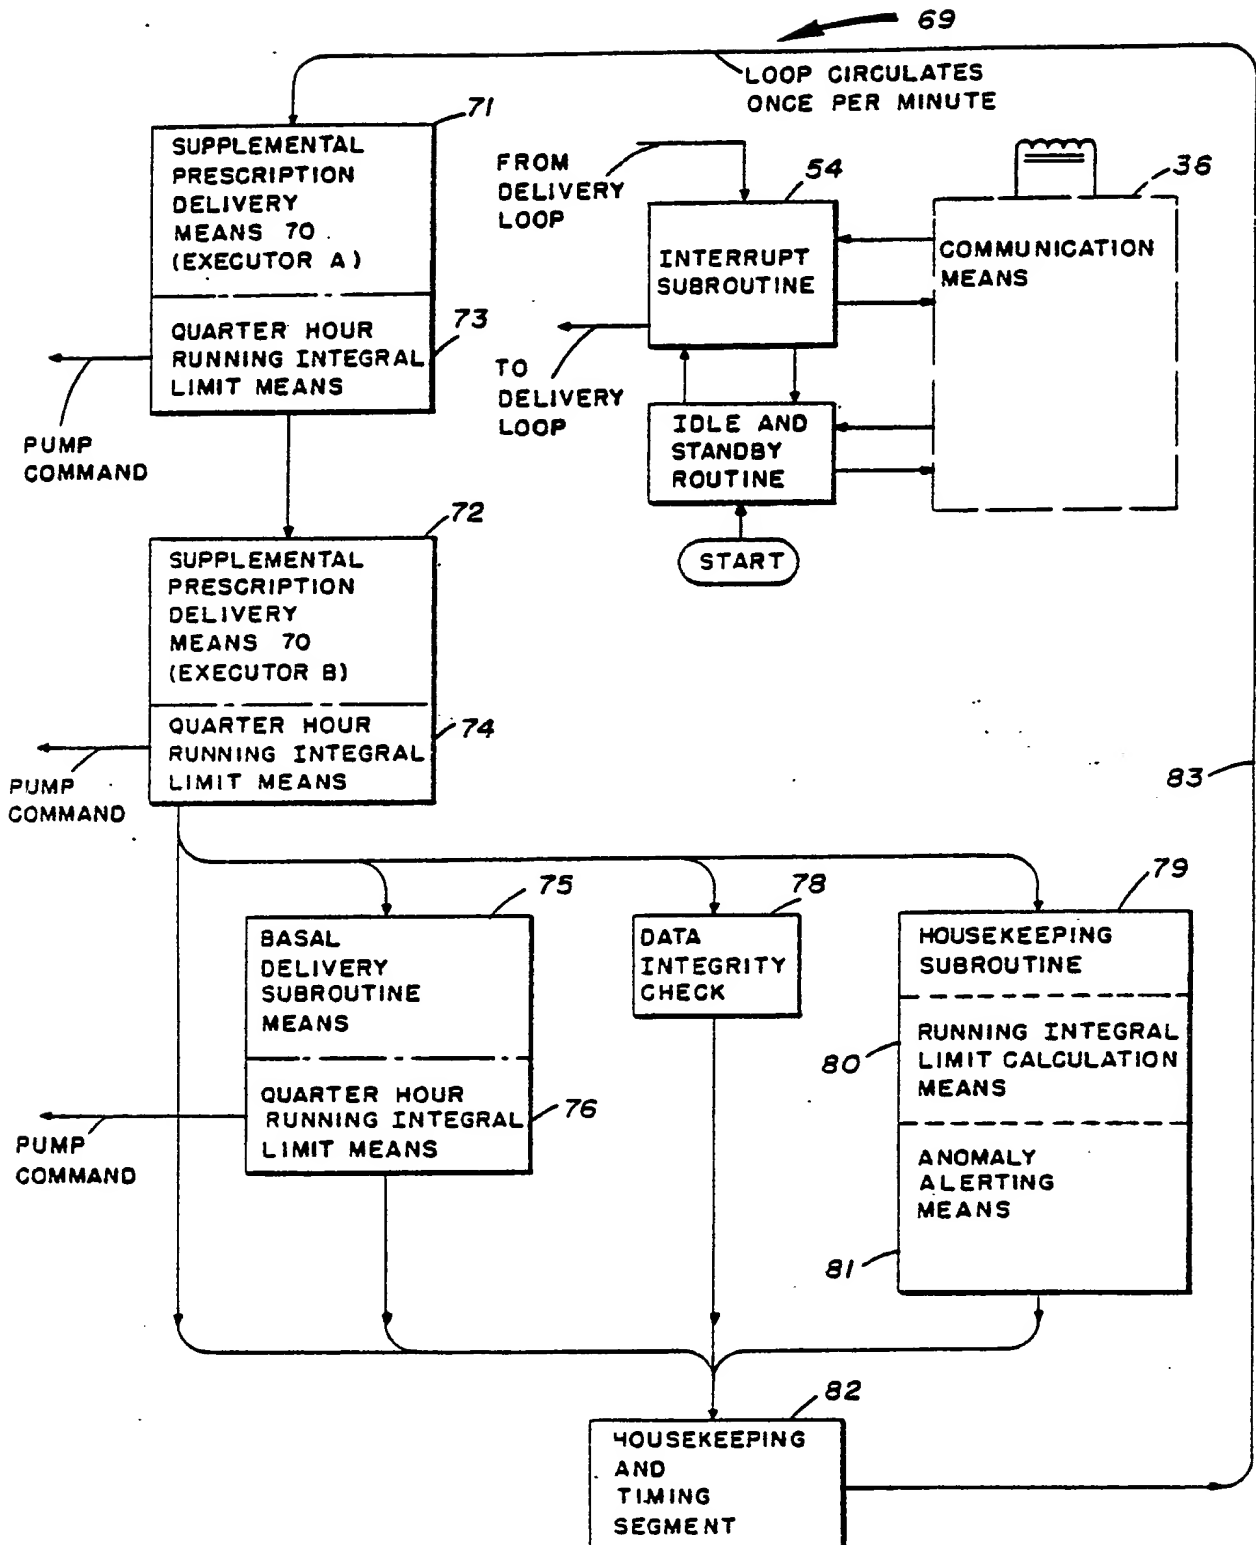 69
LOOP CIRCULATES
ONCE PER MINUTE
71
SUPPLEMENTAL
PRESCRIPTION
DELIVERY
MEANS 70
(EXECUTOR A)
73
QUARTER HOUR
RUNNING INTEGRAL
LIMIT MEANS
PUMP
COMMAND
FROM
DELIVERY
LOOP
54
INTERRUPT
SUBROUTINE
36
COMMUNICATION
MEANS
TO
DELIVERY
LOOP
IDLE AND
STANDBY
ROUTINE
START
72
SUPPLEMENTAL
PRESCRIPTION
DELIVERY
MEANS 70
(EXECUTOR B)
74
QUARTER HOUR
RUNNING INTEGRAL
LIMIT MEANS
PUMP
COMMAND
83
75
BASAL
DELIVERY
SUBROUTINE
MEANS
76
QUARTER HOUR
RUNNING INTEGRAL
LIMIT MEANS
PUMP
COMMAND
78
DATA
INTEGRITY
CHECK
79
HOUSEKEEPING
SUBROUTINE
80
RUNNING INTEGRAL
LIMIT CALCULATION
MEANS
ANOMALY
ALERTING
MEANS
81
82
HOUSEKEEPING
AND
TIMING
SEGMENT